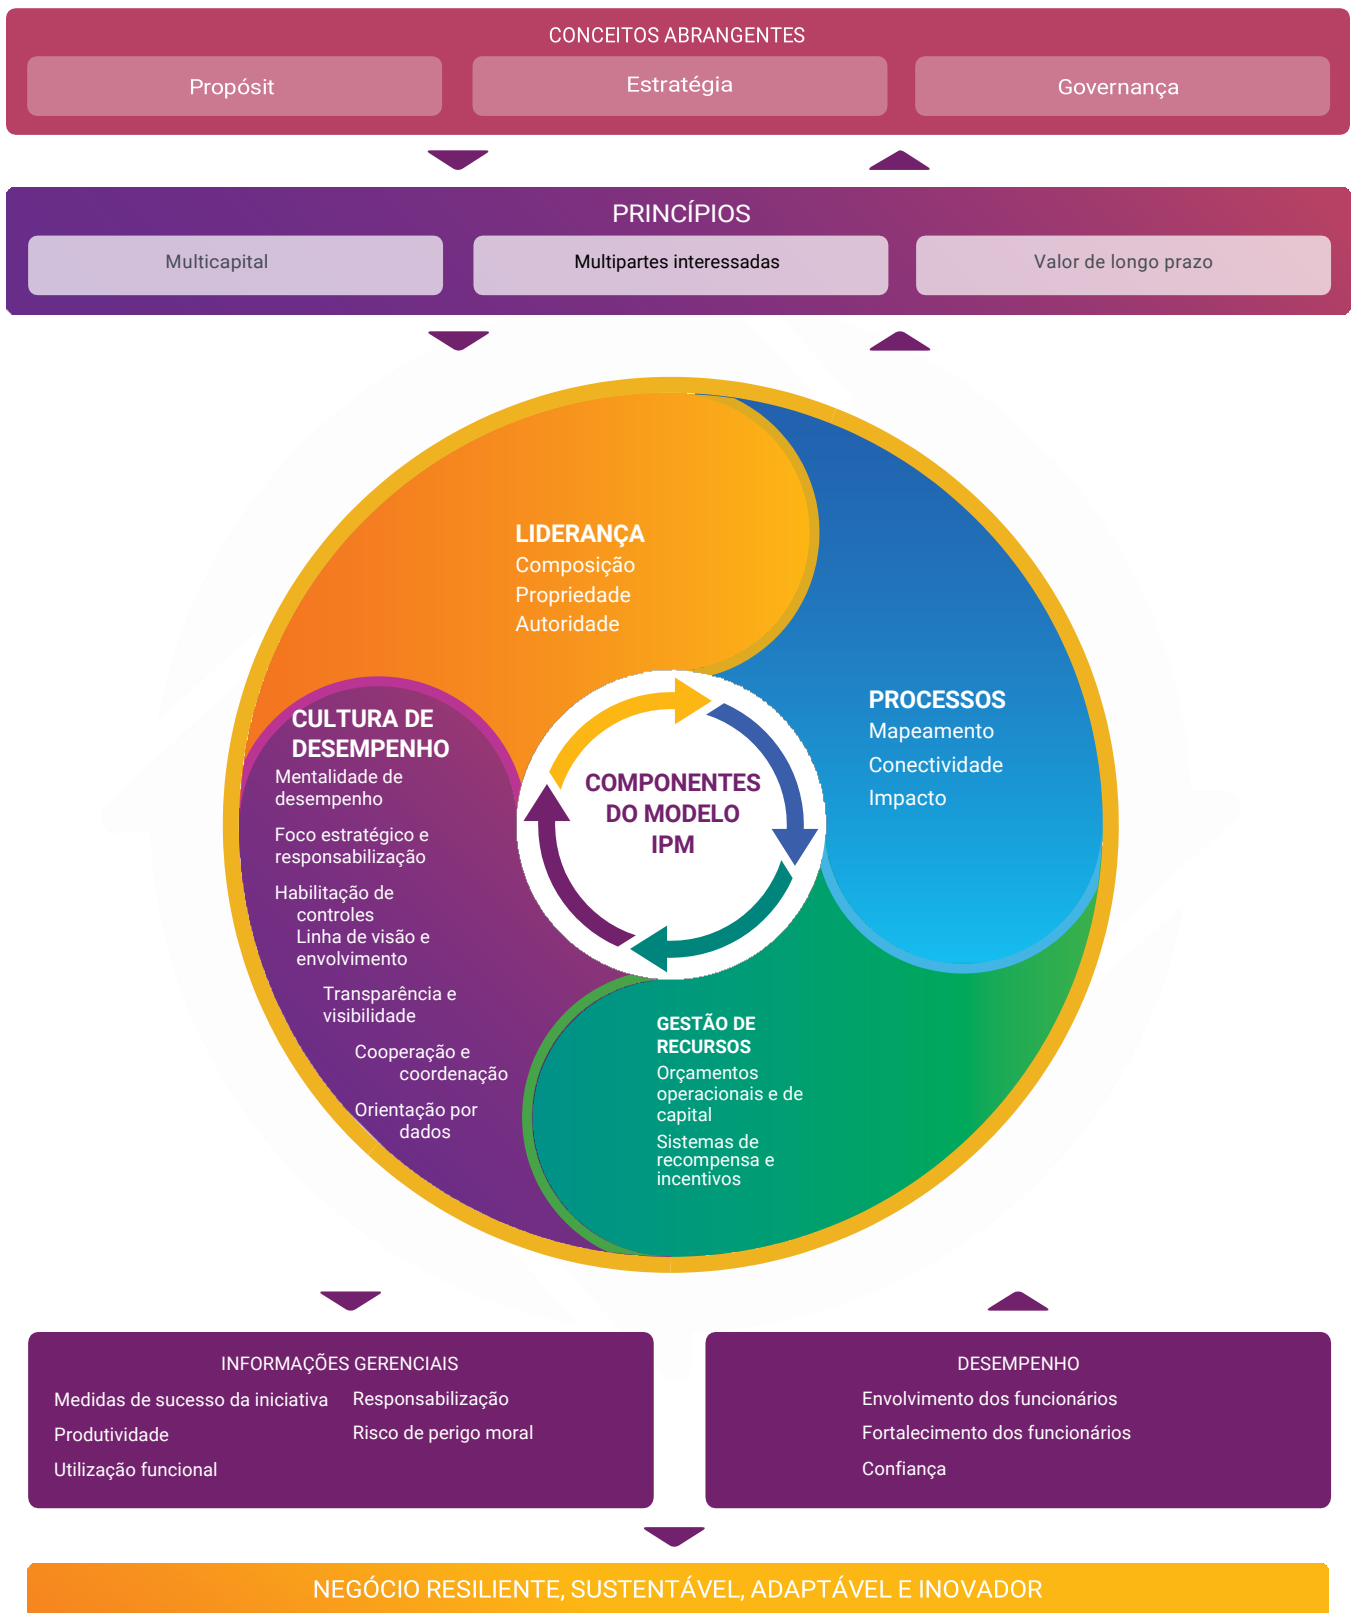 CONCEITOS ABRANGENTES
Propósit
Estratégia
Governança
PRINCÍPIOS
Multicapital
Multipartes interessadas
Valor de longo prazo
LIDERANÇA
Composição
Propriedade
Autoridade
PROCESSOS
Mapeamento
Conectividade
Impacto
CULTURA DE
DESEMPENHO
Mentalidade de
desempenho
Foco estratégico e
responsabilização
Habilitação de
controles
Linha de visão e
envolvimento
Transparência e
visibilidade
Cooperação e
coordenação
Orientação por
dados
COMPONENTES
DO MODELO
IPM
GESTÃO DE
RECURSOS
Orçamentos
operacionais e de
capital
Sistemas de
recompensa e
incentivos
INFORMAÇÕES GERENCIAIS
Medidas de sucesso da iniciativa
Produtividade
Utilização funcional
Responsabilização
Risco de perigo moral
DESEMPENHO
Envolvimento dos funcionários
Fortalecimento dos funcionários
Confiança
NEGÓCIO RESILIENTE, SUSTENTÁVEL, ADAPTÁVEL E INOVADOR